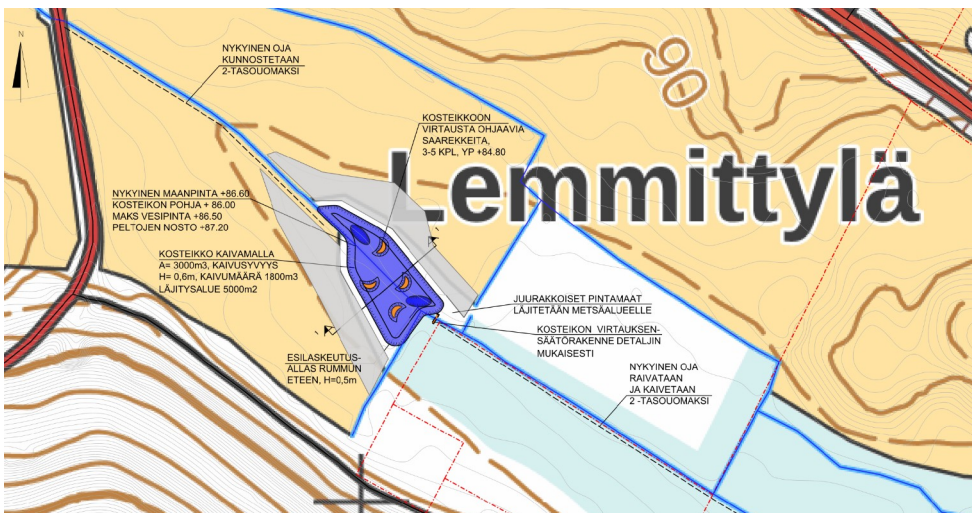 N
NYKYINEN OJA
KUNNOSTETAAN
2-TASOUOMAKSI
90
KOSTEIKKOON
VIRTAUSTA OHJAAVIA
SAAREKKEITA,
3-5 KPL, YP +84.80
Lemmittylä
NYKYINEN MAANPINTA +86.60
KOSTEIKON POHJA + 86.00
MAKS VESIPINTA +86.50
PELTOJEN NOSTO +87.20
KOSTEIKKO KAIVAMALLA
A= 3000m3, KAIVUSYVYYS
H= 0,6m, KAIVUMÄÄRÄ 1800m3
LÄJITYSALUE 5000m2
JUURAKKOISET PINTAMAAT
LÄJITETÄÄN METSÄALUEELLE
KOSTEIKON VIRTAUKSEN-
SÄÄTÖRAKENNE DETALJIN
MUKAISESTI
ESILASKEUTUS-
ALLAS RUMMUN
ETEEN, H=0,5m
NYKYINEN OJA
RAIVATAAN
JA KAIVETAAN
2 -TASOUOMAKSI